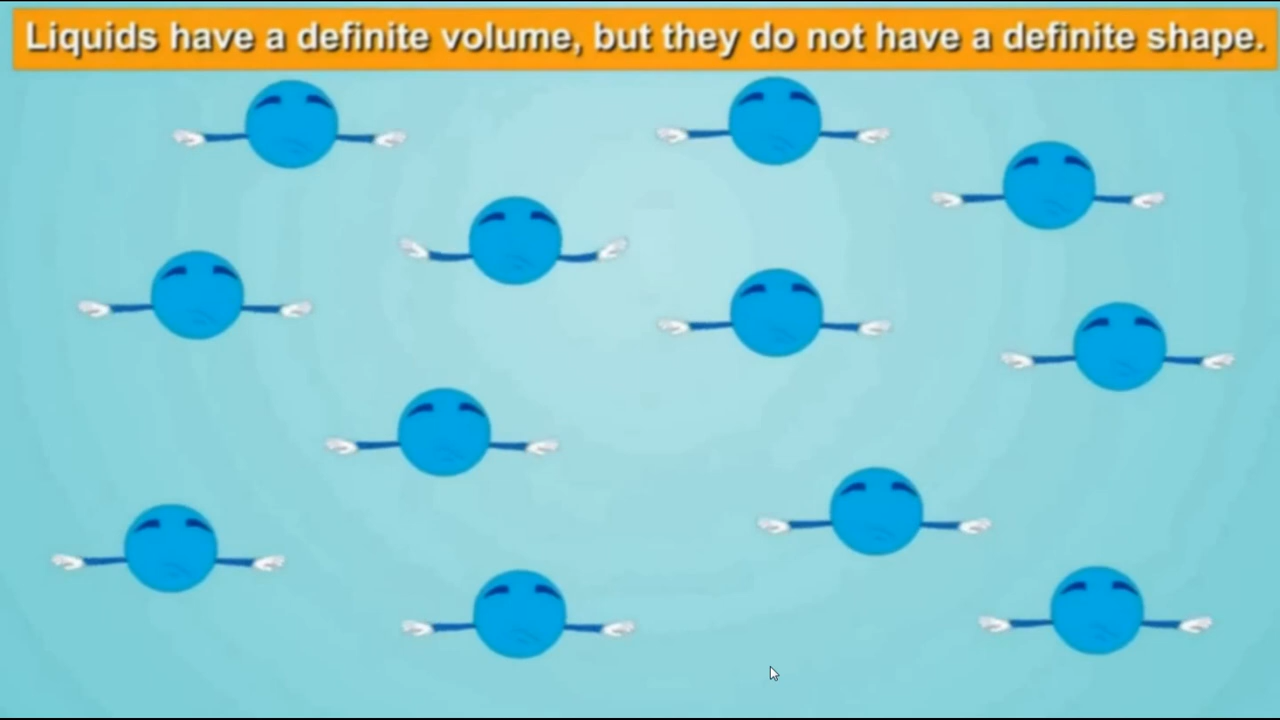 Liquids have a definite volume, but they do not have a definite shape.